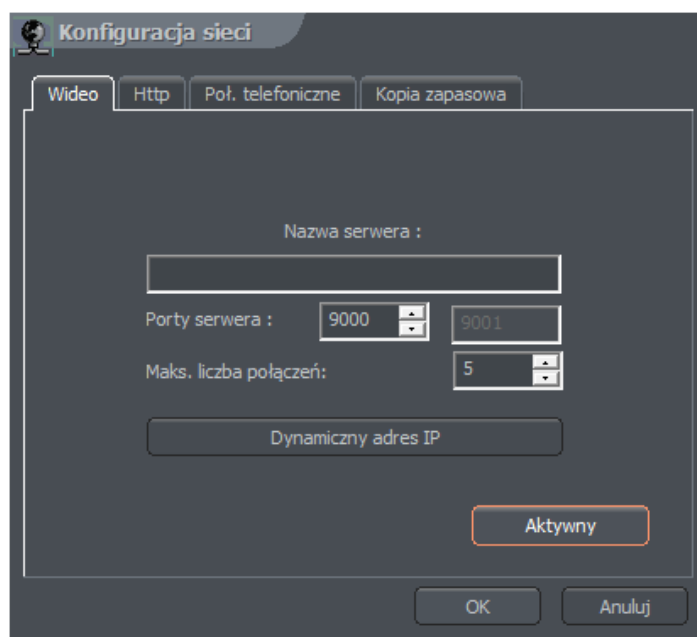 Konfiguracja sieci
Wideo Http Poł. telefoniczne Kopia zapasowa
Nazwa serwera :
Porty serwera : 9000 9001
Maks. liczba połączeń: 5
Dynamiczny adres IP
Aktywny
OK Anuluj